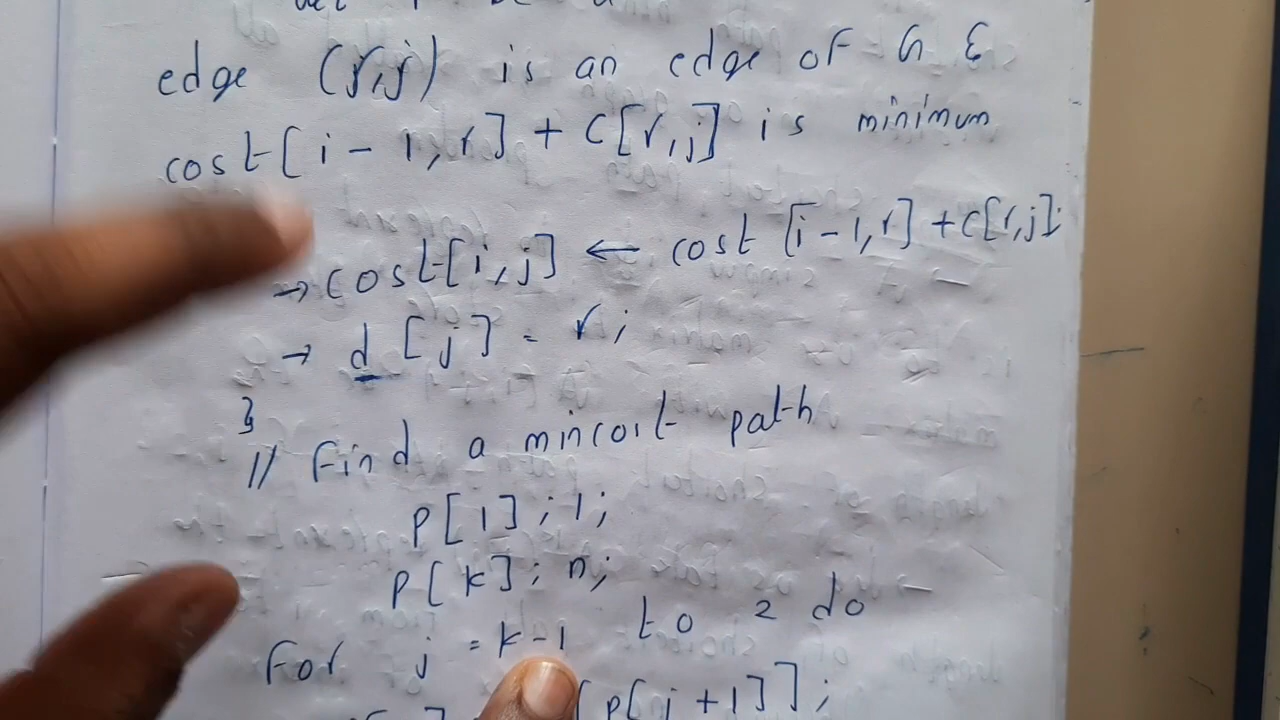 edge (r,j) is an edge of G &
cost[i-1,r] + c[r,j] is minimum
→ cost[i,j] ← cost [i-1,r] + c[r,j];
→ d[j] = r;
}
// Find a mincost path
P[1]; 1;
P[k]; n;
For j = k-1 to 2 do
[P[j+1]];